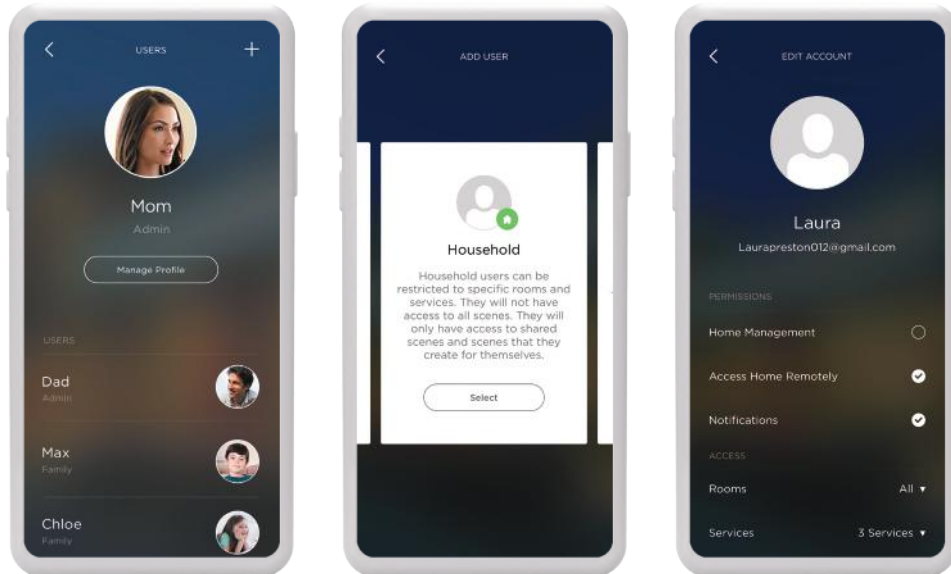 USERS
Mom
Admin
Manage Profile
USERS
Dad
Admin
Max
Family
Chloe
Family
ADD USER
Household
Household users can be
restricted to specific rooms and
services. They will not have
access to all scenes. They will
only have access to shared
scenes and scenes that they
create for themselves.
Select
EDIT ACCOUNT
Laura
Laurapreston012@gmail.com
PERMISSIONS
Home Management
Access Home Remotely
Notifications
ACCESS
Rooms All
Services 3 Services